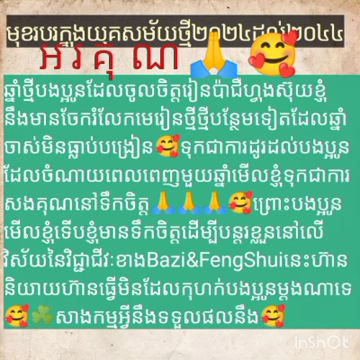 មុខរបរក្នុងយុគសម័យថ្មី២០២៤ដល់២០៤៤
អរគុណ🙏🥰
ឆ្នាំថ្មីបងប្អូនដែលចូលចិត្តរៀនប៉ាជឺហ្វុងស៊ុយខ្ញុំ
នឹងមានចែករំលែកមេរៀនថ្មីថ្មីបន្ថែមទៀតដែលឆ្នាំ
ចាស់មិនធ្លាប់បង្រៀន🥰ទុកជាការដូរដល់បងប្អូន
ដែលចំណាយពេលពេញមួយឆ្នាំមើលខ្ញុំទុកជាការ
សងគុណនៅទឹកចិត្ត🙏🙏🙏🥰ព្រោះបងប្អូន
មើលខ្ញុំទើបខ្ញុំមានទឹកចិត្តដើម្បីបន្តរខ្លួននៅលើ
វិស័យនៃវិជ្ជាជីវៈខាងBazi&FengShuiនេះហ៊ាន
និយាយហ៊ានធ្វើមិនដែលកុហក់បងប្អូនម្ដងណាទេ
🥰☘️សាងកម្មអ្វីនឹងទទួលផលនឹង🥰
InShOt